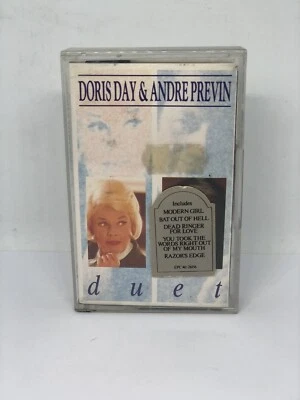 DORIS DAY & ANDRE PREVIN
Includes
MODERN GIRL
BAT OUT OF HELL
DEAD RINGER
FOR LOVE
YOU TOOK THE
WORDS RIGHT OUT
OF MY MOUTH
RAZOR'S EDGE
duet